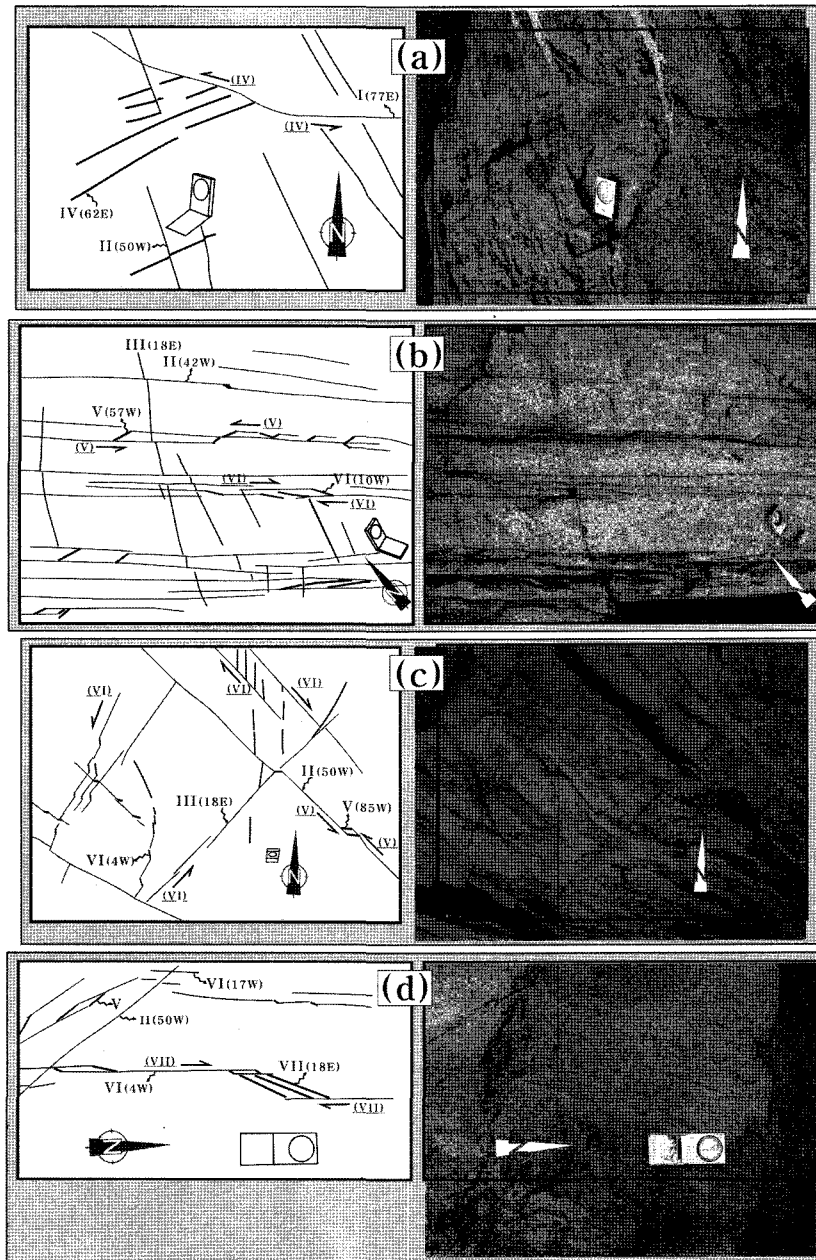 (a)
(IV)
I(77E)
(IV)
IV(62E)
II(50W)
N
(b)
III(18E)
II(42W)
V(57W)
(V)
(V)
(VI)
VI(10W)
(VI)
N
(c)
(VI)
(VI)
(VI)
II(50W)
III(18E)
V(85W)
(V)
(V)
VI(4W)
(VI)
N
(d)
VI(17W)
V
II(50W)
(VII)
VII(18E)
VI(4W)
(VII)
N